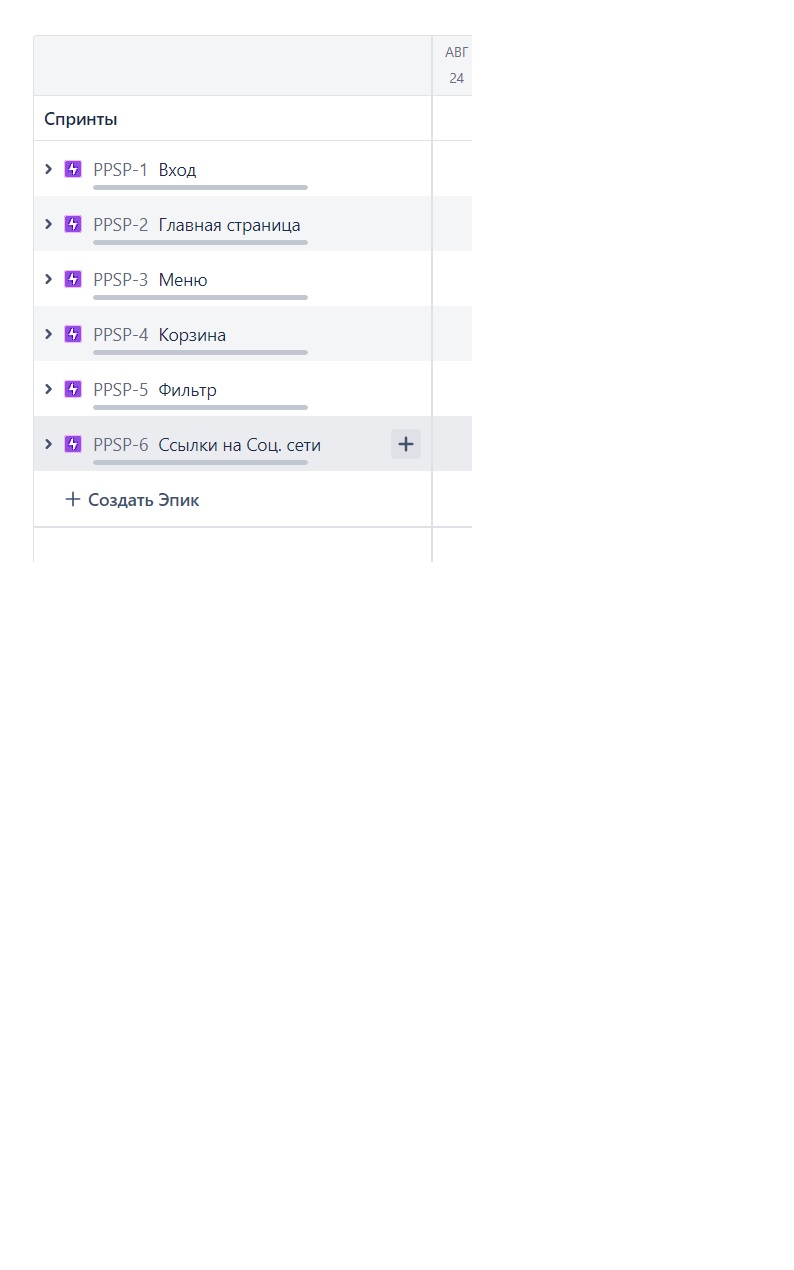 АВГ
24
Спринты
PPSP-1 Вход
PPSP-2 Главная страница
PPSP-3 Меню
PPSP-4 Корзина
PPSP-5 Фильтр
PPSP-6 Ссылки на Соц. сети
+ Создать Эпик